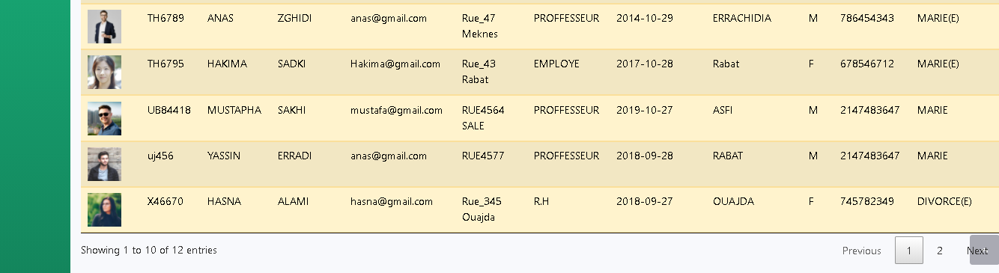 TH6789 ANAS ZGHIDI anas@gmail.com Rue_47 PROFFESSEUR 2014-10-29 ERRACHIDIA M 786454343 MARIE(E)
Meknes
TH6795 HAKIMA SADKI Hakima@gmail.com Rue_43 EMPLOYE 2017-10-28 Rabat F 678546712 MARIE(E)
Rabat
UB84418 MUSTAPHA SAKHI mustafa@gmail.com RUE4564 PROFFESSEUR 2019-10-27 ASFI M 2147483647 MARIE
SALE
uj456 YASSIN ERRADI anas@gmail.com RUE4577 PROFFESSEUR 2018-09-28 RABAT M 2147483647 MARIE
X46670 HASNA ALAMI hasna@gmail.com Rue_345 R.H 2018-09-27 OUAJDA F 745782349 DIVORCE(E)
Ouajda
Showing 1 to 10 of 12 entries Previous 1 2 Next